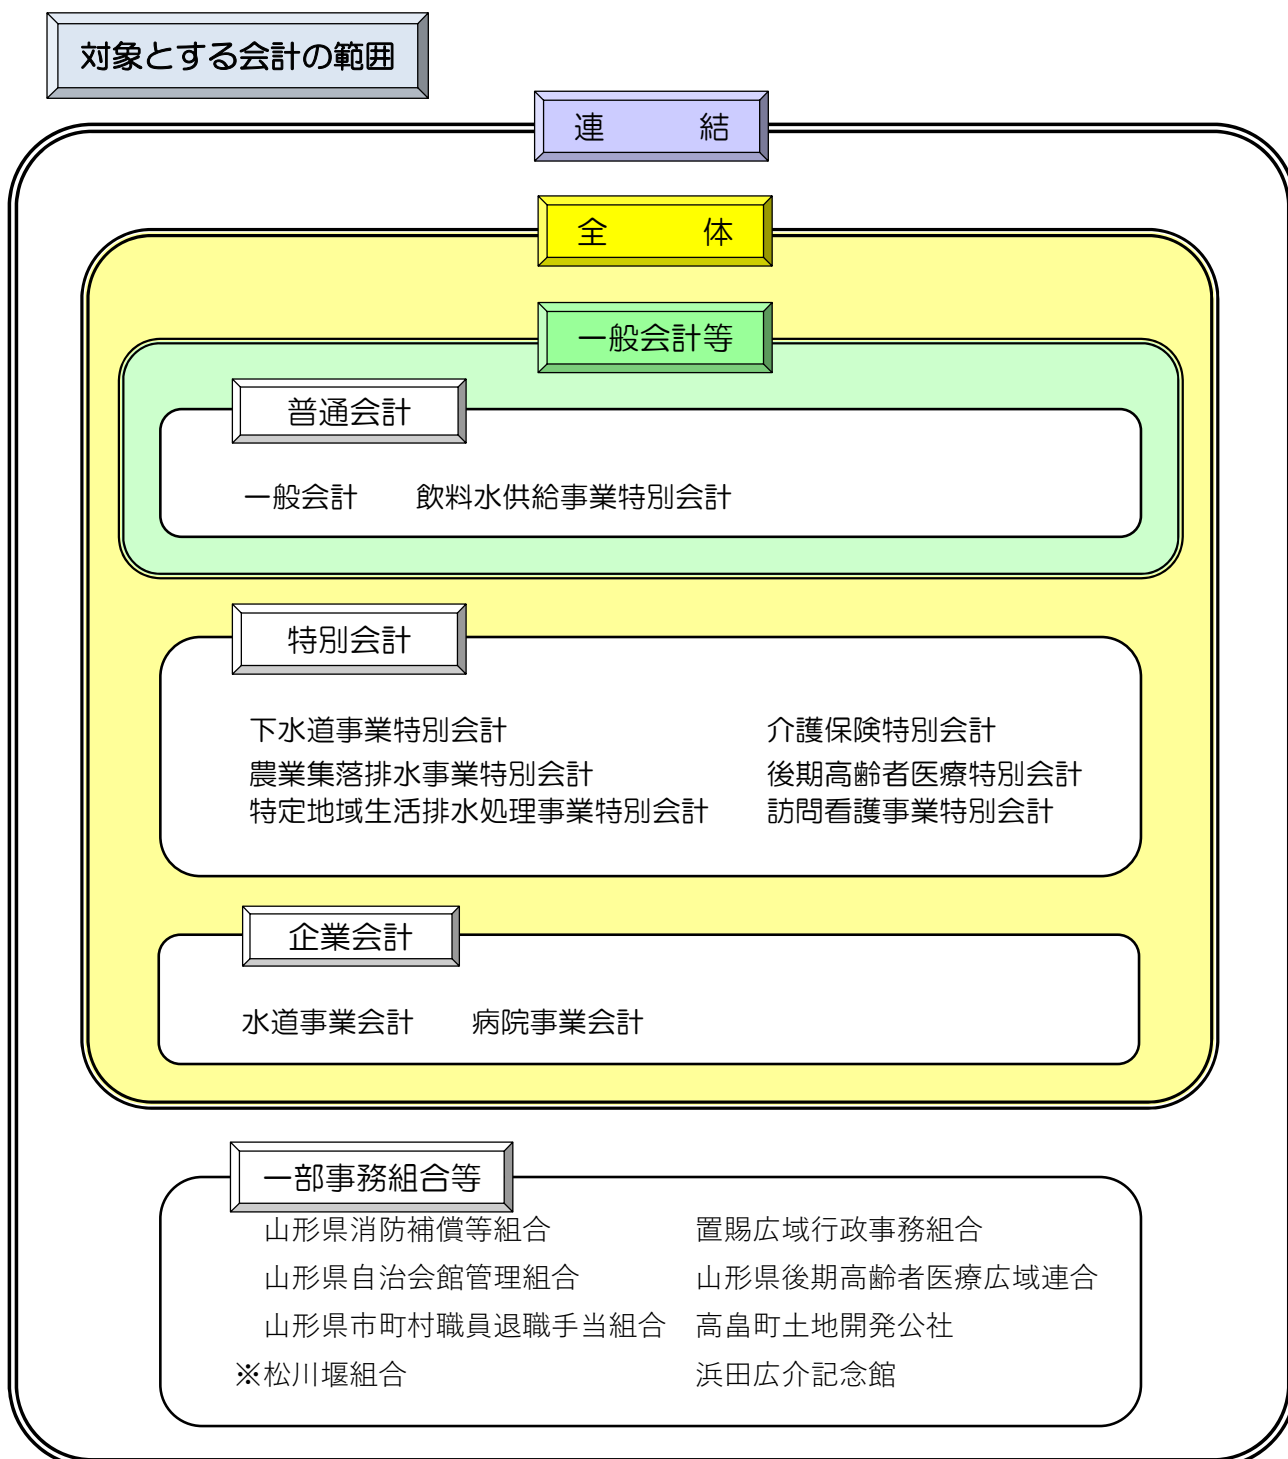 対象とする会計の範囲
連　　　結
全　　　体
一般会計等
普通会計
一般会計　　飲料水供給事業特別会計
特別会計
下水道事業特別会計　　介護保険特別会計
農業集落排水事業特別会計　　後期高齢者医療特別会計
特定地域生活排水処理事業特別会計　　訪問看護事業特別会計
企業会計
水道事業会計　　病院事業会計
一部事務組合等
山形県消防補償等組合　　置賜広域行政事務組合
山形県自治会館管理組合　　山形県後期高齢者医療広域連合
山形県市町村職員退職手当組合　　高畠町土地開発公社
※松川堰組合　　浜田広介記念館